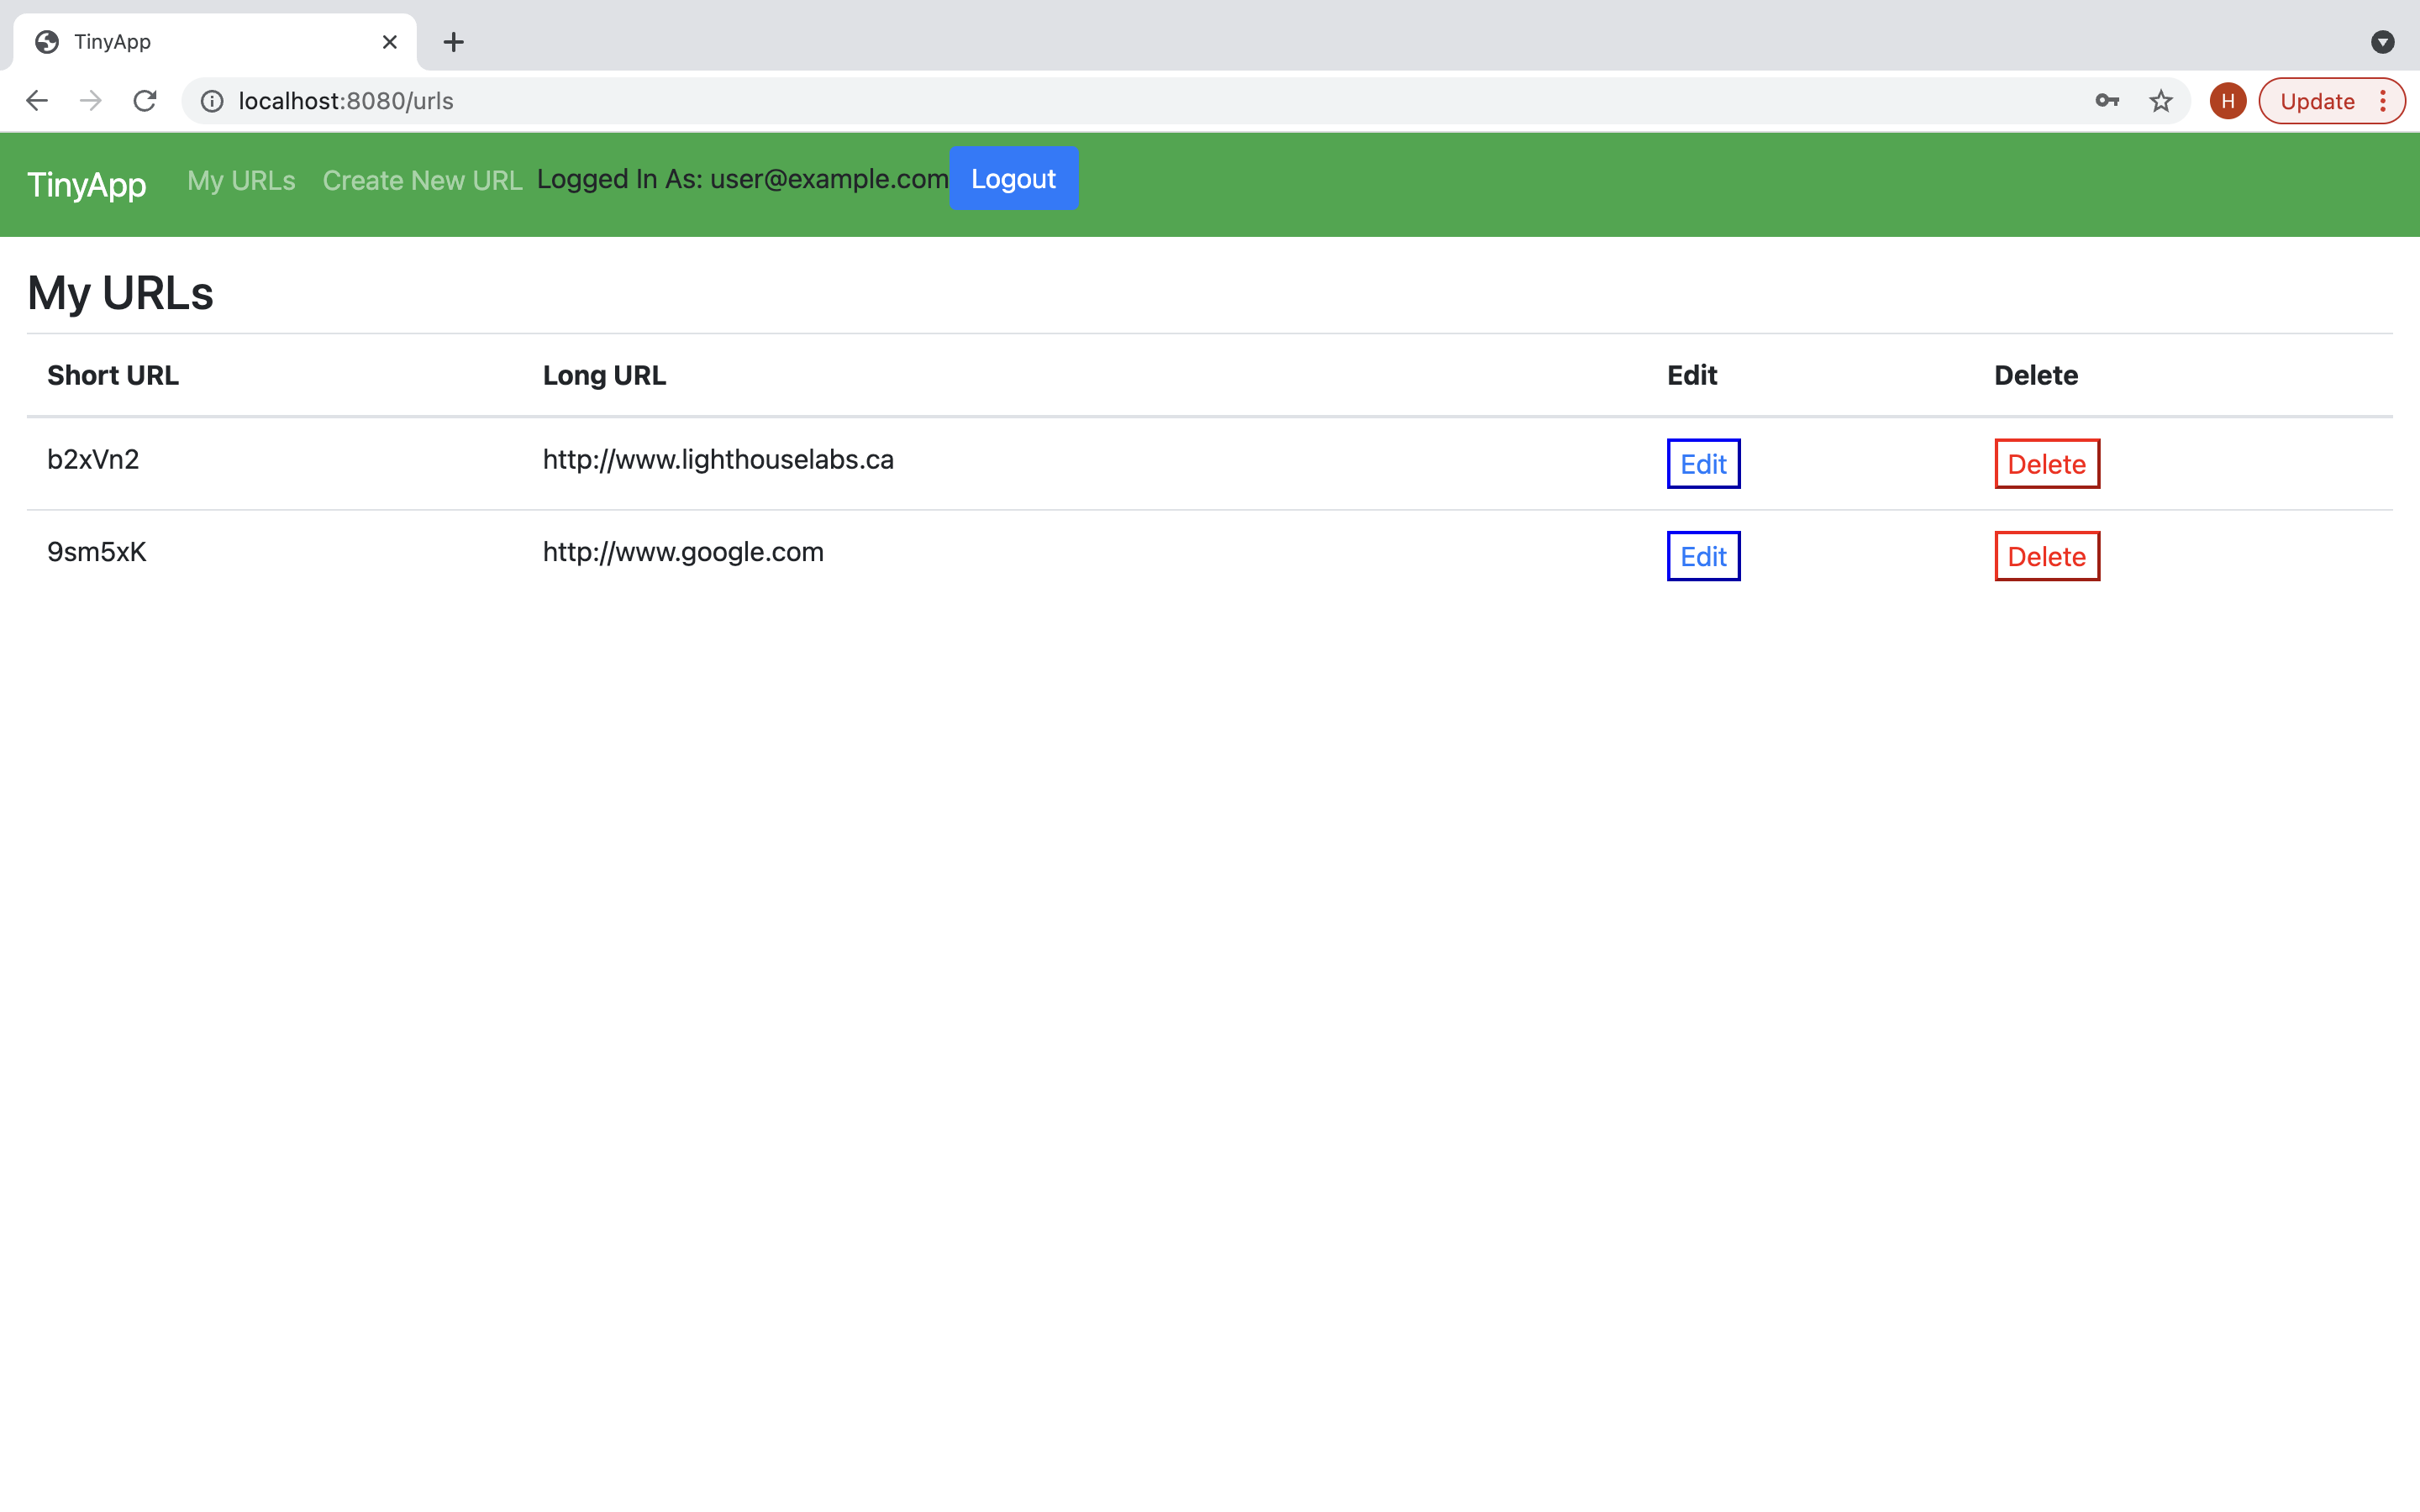 TinyApp
localhost:8080/urls
H
Update
TinyApp My URLs Create New URL Logged In As: user@example.com Logout
My URLs
Short URL Long URL Edit Delete
b2xVn2 http://www.lighthouselabs.ca Edit Delete
9sm5xK http://www.google.com Edit Delete